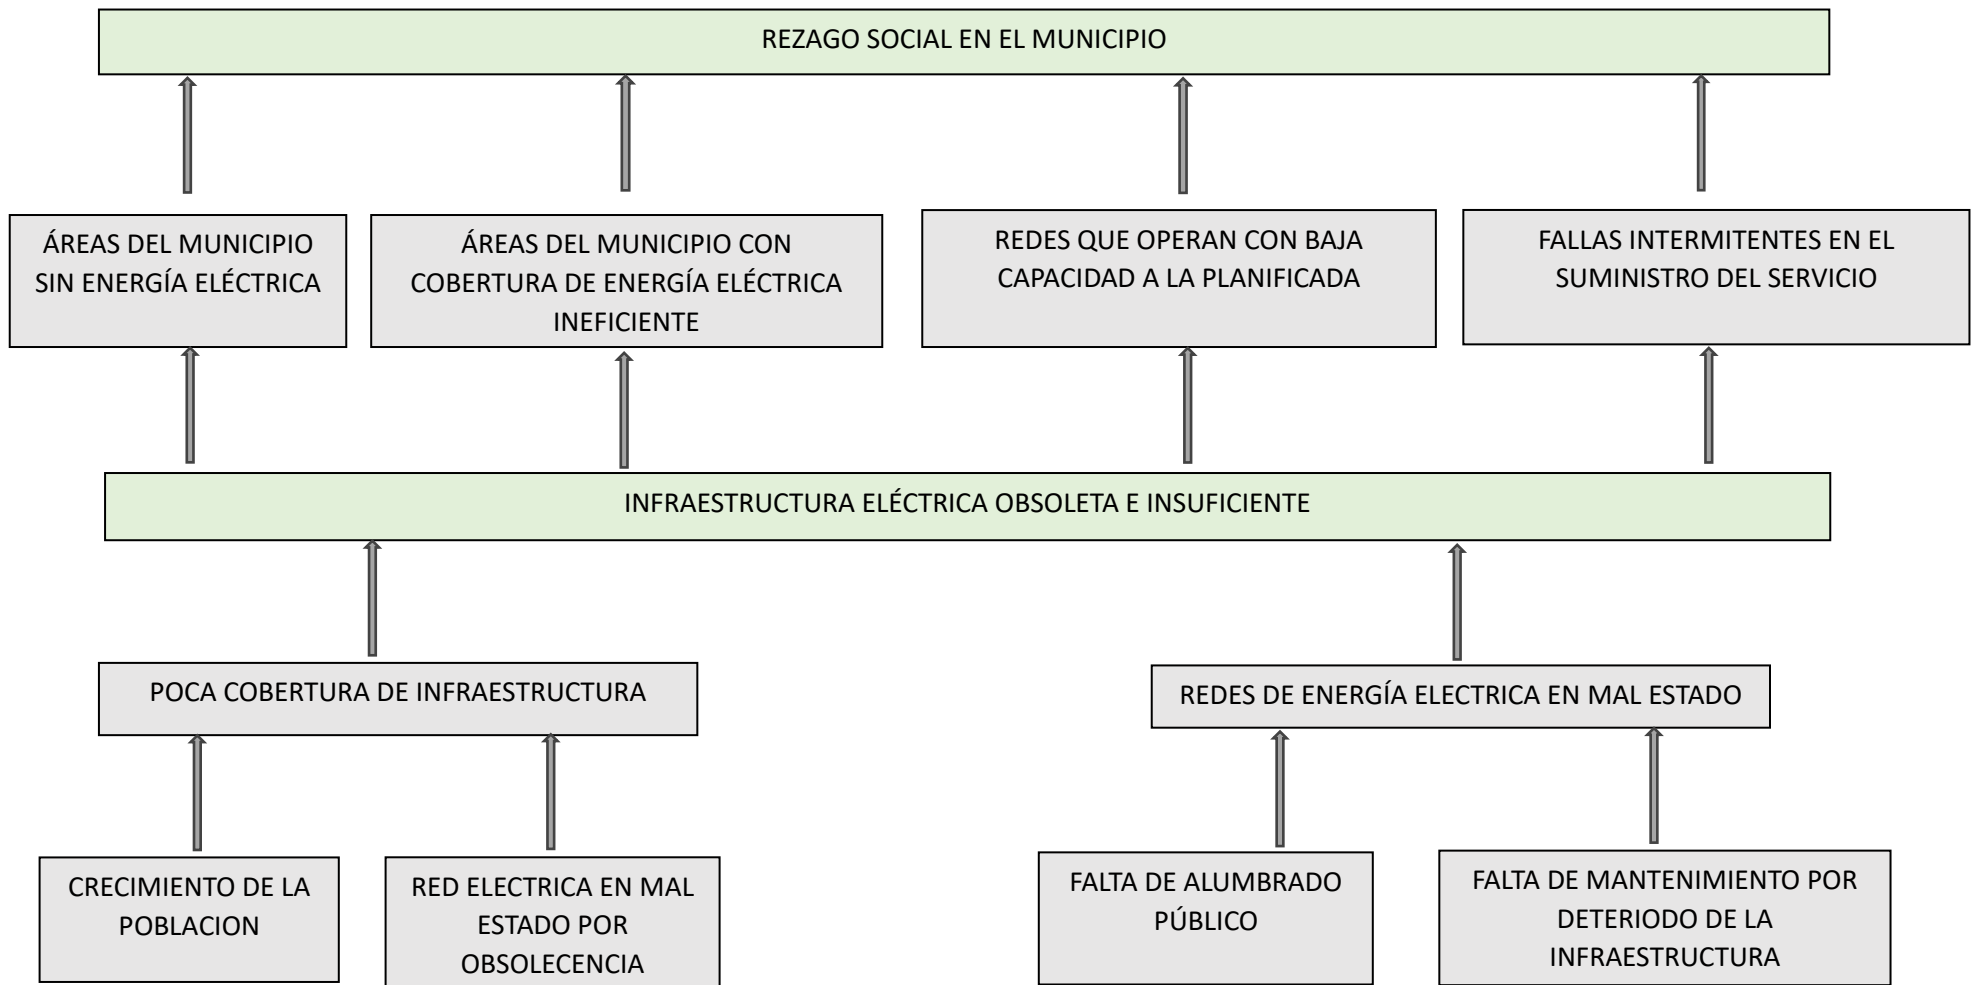 REZAGO SOCIAL EN EL MUNICIPIO
ÁREAS DEL MUNICIPIO
SIN ENERGÍA ELÉCTRICA
ÁREAS DEL MUNICIPIO CON
COBERTURA DE ENERGÍA ELÉCTRICA
INEFICIENTE
REDES QUE OPERAN CON BAJA
CAPACIDAD A LA PLANIFICADA
FALLAS INTERMITENTES EN EL
SUMINISTRO DEL SERVICIO
INFRAESTRUCTURA ELÉCTRICA OBSOLETA E INSUFICIENTE
POCA COBERTURA DE INFRAESTRUCTURA
REDES DE ENERGÍA ELECTRICA EN MAL ESTADO
CRECIMIENTO DE LA
POBLACION
RED ELECTRICA EN MAL
ESTADO POR
OBSOLECENCIA
FALTA DE ALUMBRADO
PÚBLICO
FALTA DE MANTENIMIENTO POR
DETERIODO DE LA
INFRAESTRUCTURA